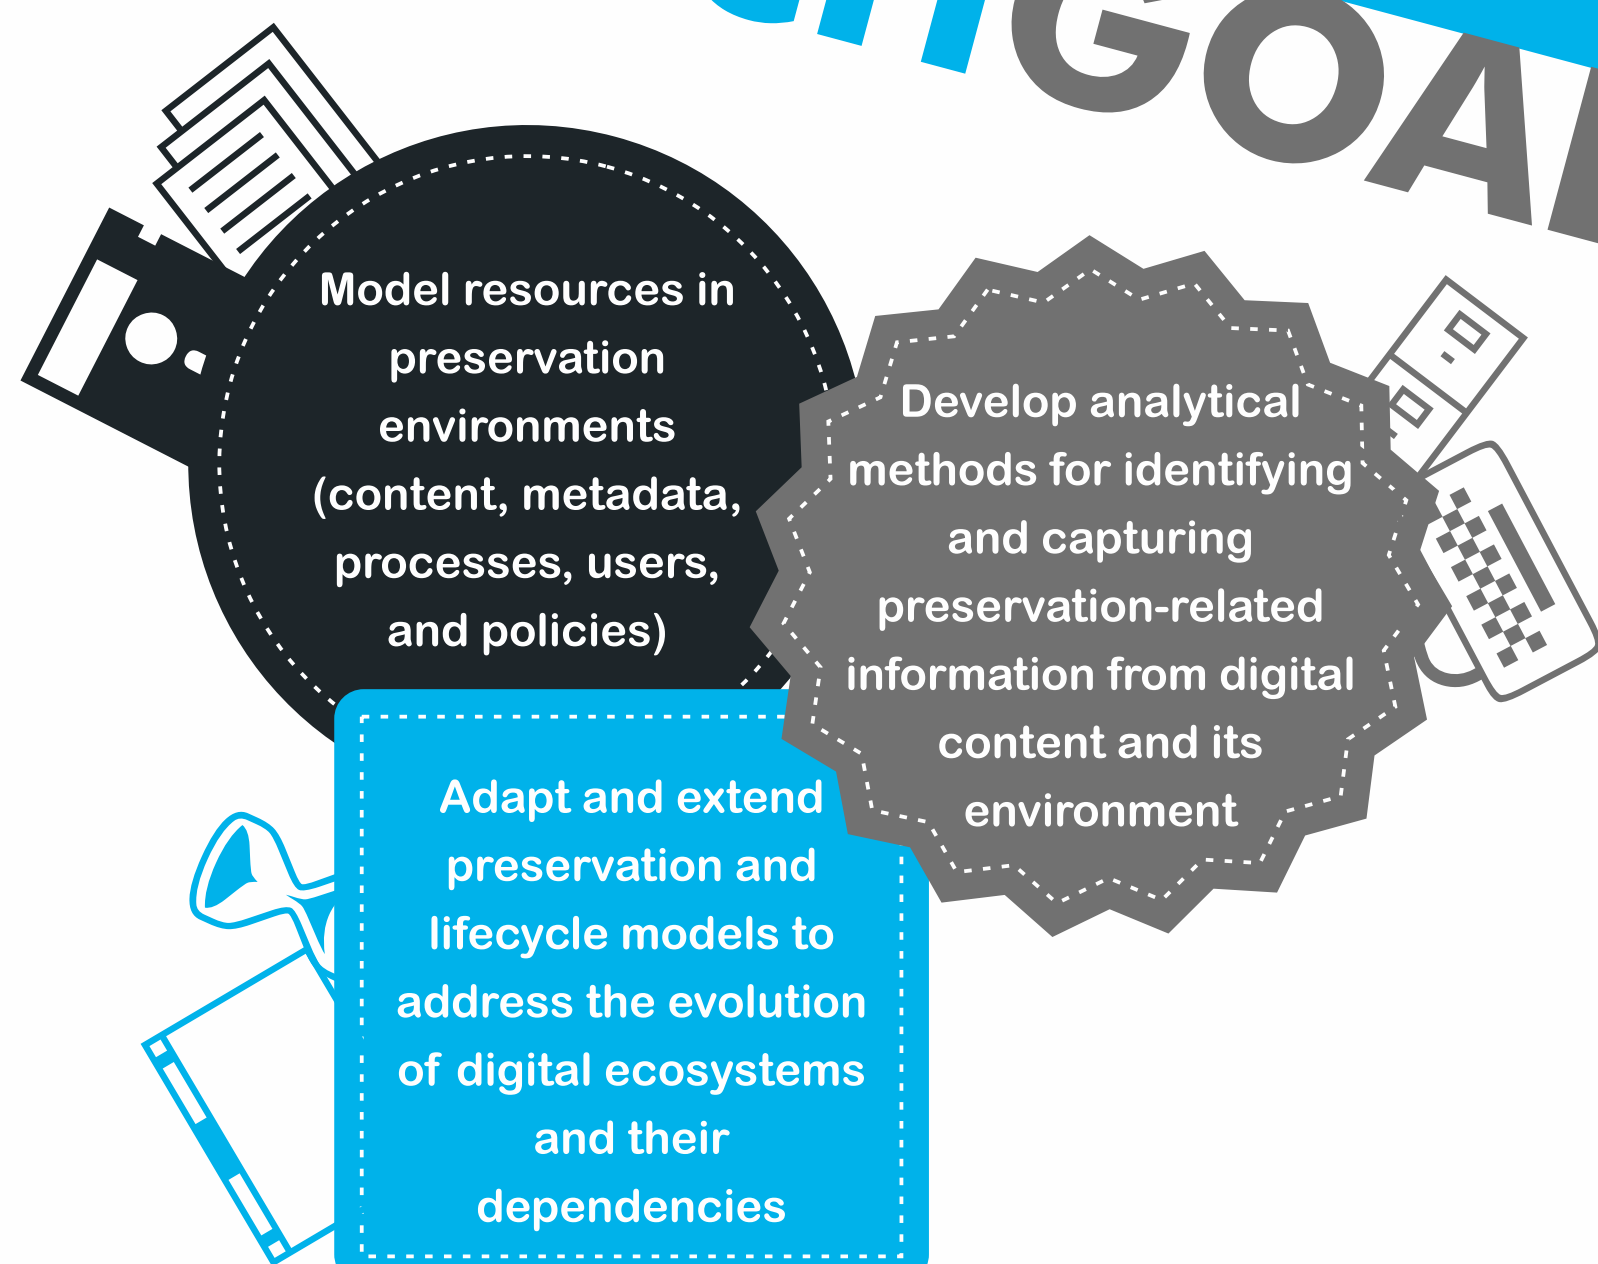 Model resources in
preservation
environments
(content, metadata,
processes, users,
and policies)
Develop analytical
methods for identifying
and capturing
preservation-related
information from digital
content and its
environment
Adapt and extend
preservation and
lifecycle models to
address the evolution
of digital ecosystems
and their
dependencies